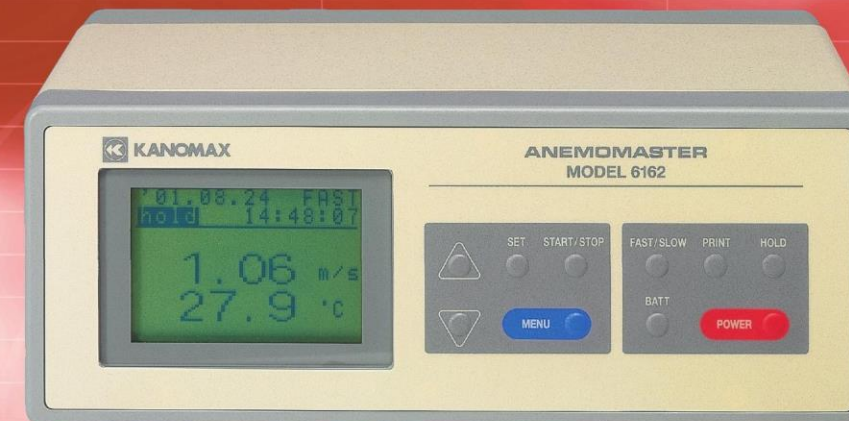 KANOMAX
ANEMOMASTER
MODEL 6162
'01.08.24 FAST
hold 14:48:07
1.06 m/s
27.9 °C
SET START/STOP
MENU
FAST/SLOW PRINT HOLD
BATT
POWER